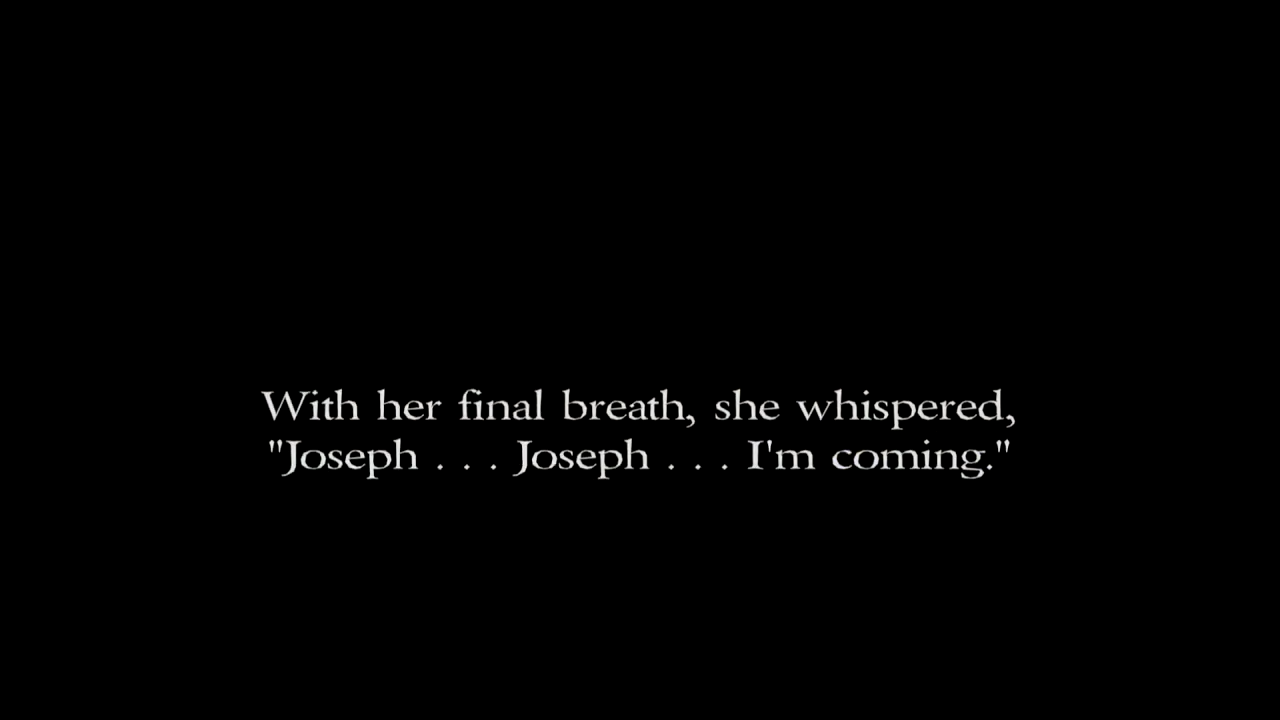 With her final breath, she whispered,
"Joseph . . . Joseph . . . I'm coming."